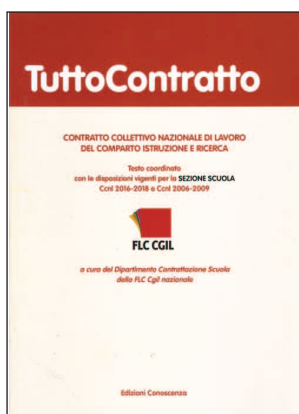 TuttoContratto
CONTRATTO COLLETTIVO NAZIONALE DI LAVORO
DEL COMPARTO ISTRUZIONE E RICERCA
Testo coordinato
con le disposizioni vigenti per la SEZIONE SCUOLA
Ccnl 2016-2018 e Ccnl 2006-2009
FLC CGIL
a cura del Dipartimento Contrattazione Scuola
della FLC Cgil nazionale
Edizioni Conoscenza